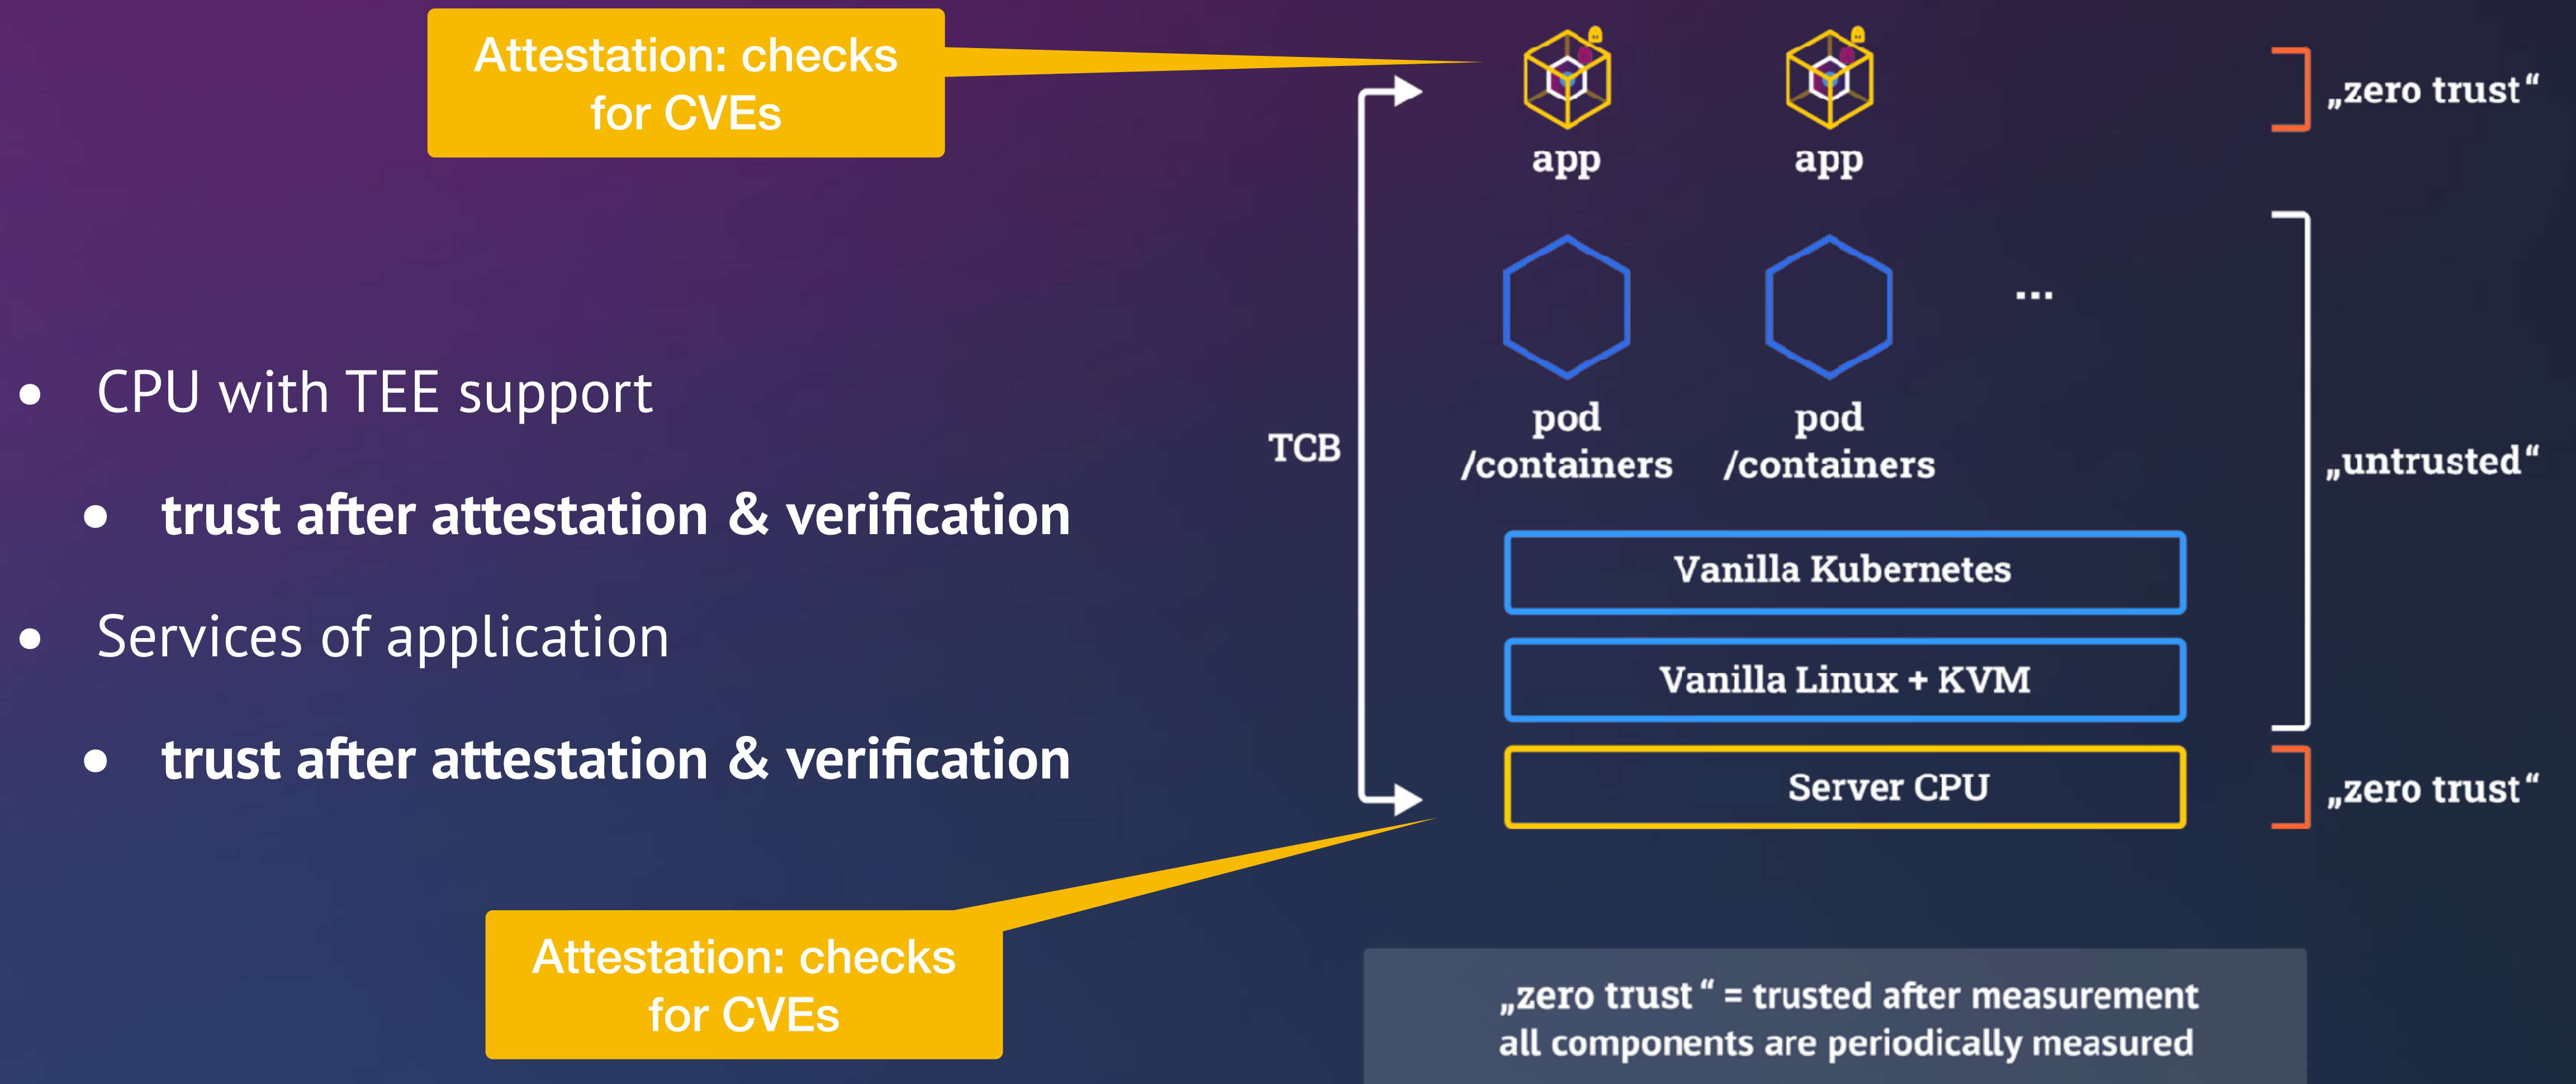 Attestation: checks
for CVEs
• CPU with TEE support
• trust after attestation & verification
• Services of application
• trust after attestation & verification
Attestation: checks
for CVEs
TCB
app
app
pod
/containers
pod
/containers
...
Vanilla Kubernetes
Vanilla Linux + KVM
Server CPU
„zero trust“
„untrusted“
„zero trust“
„zero trust “ = trusted after measurement
all components are periodically measured